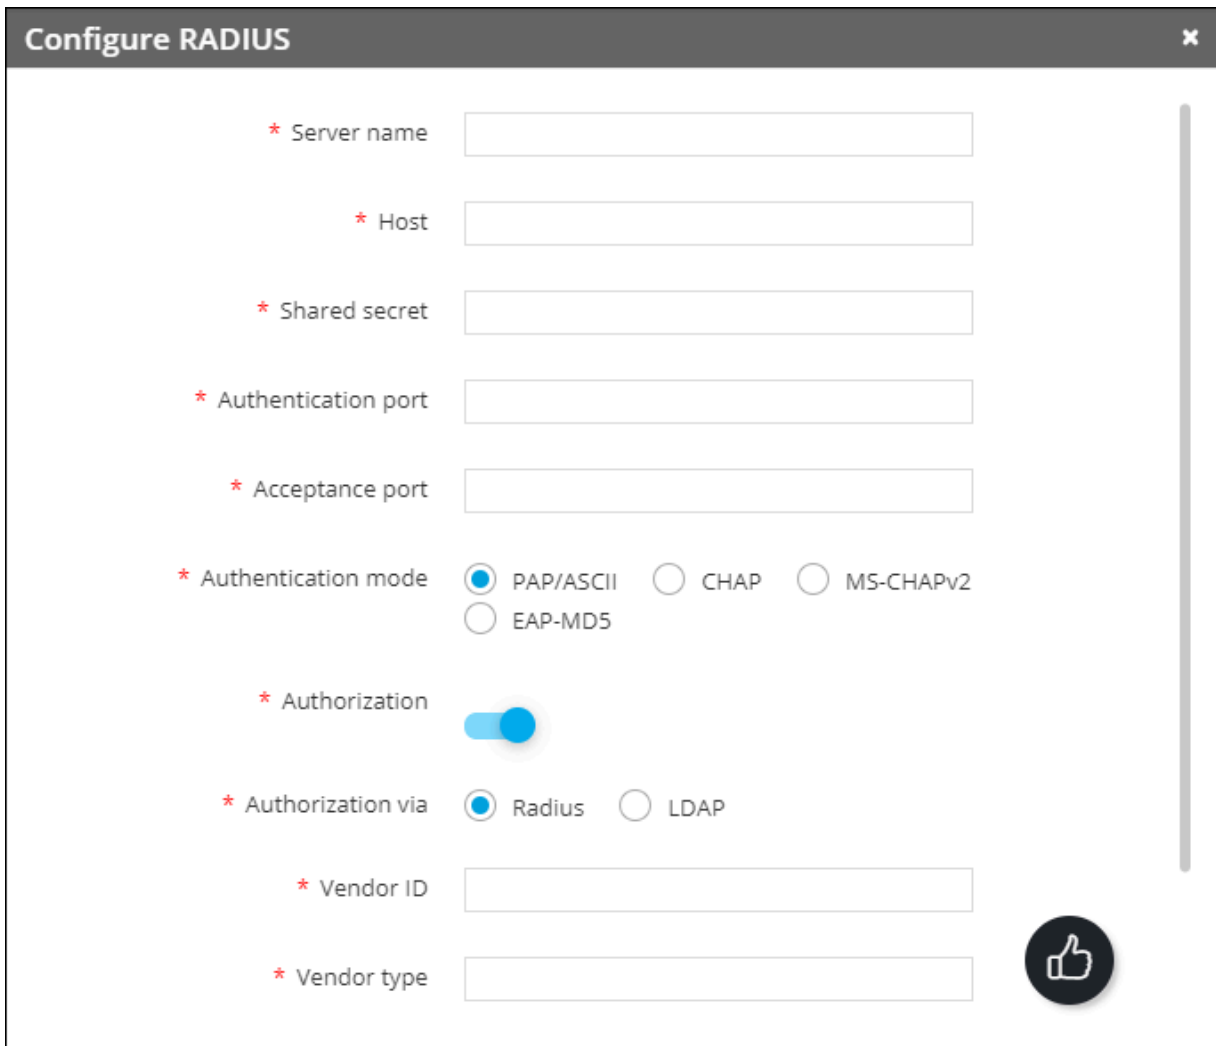 Configure RADIUS
* Server name
* Host
* Shared secret
* Authentication port
* Acceptance port
* Authentication mode PAP/ASCII CHAP MS-CHAPv2
EAP-MD5
* Authorization
* Authorization via Radius LDAP
* Vendor ID
* Vendor type